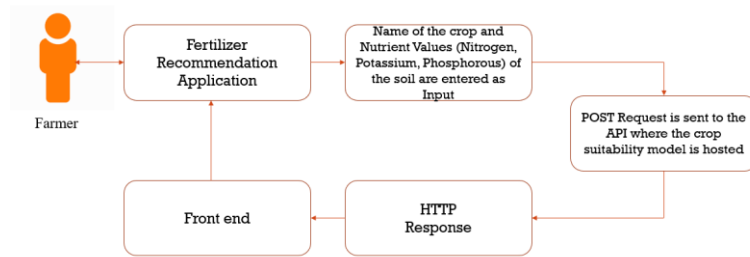 Fertilizer
Recommendation
Application
Name of the crop and
Nutrient Values (Nitrogen,
Potassium, Phosphorous) of
the soil are entered as
Input
Farmer
POST Request is sent to the
API where the crop
suitability model is hosted
Front end
HTTP
Response